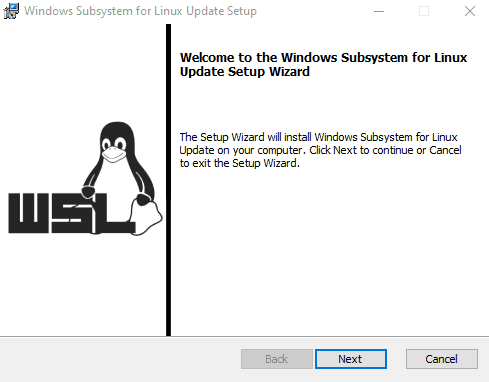 Windows Subsystem for Linux Update Setup
Welcome to the Windows Subsystem for Linux
Update Setup Wizard
The Setup Wizard will install Windows Subsystem for Linux
Update on your computer. Click Next to continue or Cancel
to exit the Setup Wizard.
WSL
Back Next Cancel